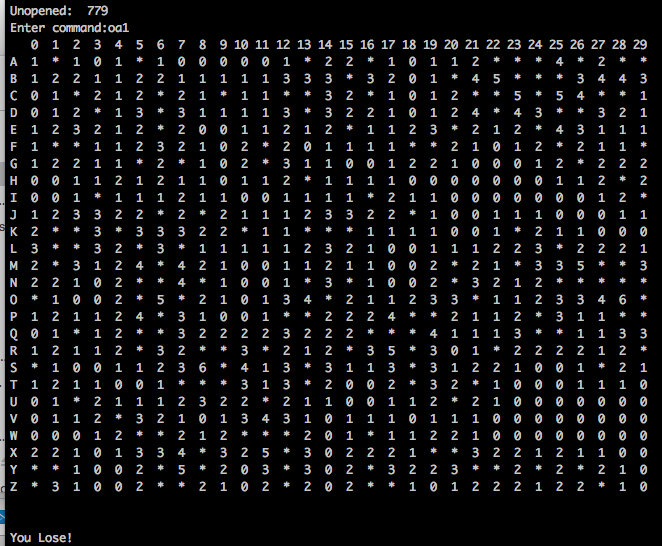 Unopened:  779
Enter command:oa1
0 1 2 3 4 5 6 7 8 9 10 11 12 13 14 15 16 17 18 19 20 21 22 23 24 25 26 27 28 29
A 1 * 1 0 1 * 1 0 0 0 0 0 1 * 2 2 * 1 0 1 1 2 * * * 4 * 2 * *
B 1 2 2 1 1 2 2 1 1 1 1 1 3 3 3 * 3 2 0 1 * 4 5 * * * 3 4 4 3
C 0 1 * 2 1 2 * 2 1 * 1 1 * * 3 2 * 1 0 1 2 * * 5 * 5 4 * * 1
D 0 1 2 * 1 3 * 3 1 1 1 1 3 * 3 2 2 1 0 1 2 4 * 4 3 * * 3 2 1
E 1 2 3 2 1 2 * 2 0 0 1 1 2 1 2 * 1 1 2 3 * 2 1 2 * 4 3 1 1 1
F 1 * * 1 1 2 3 2 1 0 2 * 2 0 1 1 1 1 * * 2 1 0 1 2 * 2 1 1 *
G 1 2 2 1 1 * 2 * 1 0 2 * 3 1 1 0 0 1 2 2 1 0 0 0 1 2 * 2 2 2
H 0 0 1 1 2 1 2 1 1 0 1 1 2 * 1 1 1 1 0 0 0 0 0 0 0 1 1 2 * 2
I 0 0 1 * 1 1 1 2 1 1 0 0 1 1 1 1 * 2 1 1 0 0 0 0 0 0 0 1 2 *
J 1 2 3 3 2 2 * 2 * 2 1 1 1 2 3 3 2 2 * 1 0 0 1 1 1 0 0 0 1 1
K 2 * * 3 * 3 3 3 2 2 * 1 1 * * * 1 1 1 1 0 0 1 * 2 1 1 0 0 0
L 3 * * 3 2 * 3 * 1 1 1 1 1 2 3 2 1 0 0 1 1 1 2 2 3 * 2 2 2 1
M 2 * 3 1 2 4 * 4 2 1 0 0 1 1 2 1 1 0 0 2 * 2 1 * 3 3 5 * * 3
N 2 2 1 0 2 * * 4 * 1 0 0 1 * 3 * 1 0 0 2 * 3 2 1 2 * * * * *
O * 1 0 0 2 * 5 * 2 1 0 1 3 4 * 2 1 1 2 3 3 * 1 1 2 3 3 4 6 *
P 1 2 1 1 2 4 * 3 1 0 0 1 * * 2 2 2 4 * * 2 1 1 2 * 3 1 1 * *
Q 0 1 * 1 2 * * 3 2 2 2 2 3 2 2 2 * * * 4 1 1 1 3 * * 1 1 3 3
R 1 2 1 1 2 * 3 2 * * 3 * 2 1 2 * 3 5 * * 0 1 * 2 2 2 2 1 2 *
S * 1 0 0 1 1 2 3 6 * 4 1 3 * 3 1 1 3 * 3 1 2 2 1 0 0 1 * 2 1
T 1 2 1 1 0 0 1 * * * 3 1 3 * 2 0 0 2 * 3 2 * 1 0 0 0 1 1 1 0
U 0 1 * 2 1 1 1 2 3 2 2 * 2 1 1 0 0 1 1 2 * 2 1 0 0 0 0 0 0 0
V 0 1 1 2 * 3 2 1 0 1 3 4 3 1 0 1 1 1 0 1 1 1 0 0 0 0 0 0 0 0
W 0 0 0 1 2 * * 2 1 2 * * * 2 0 1 * 1 1 1 2 2 1 0 0 0 0 0 0 0
X 2 2 1 0 1 3 3 4 * 3 2 5 * 3 0 2 2 2 1 * * 3 2 2 1 2 1 1 0 0
Y * * 1 0 0 2 * 5 * 2 0 3 * 3 0 2 * 3 2 2 3 * * 2 * 2 * 2 1 0
Z * 3 1 0 0 2 * * 2 1 0 2 * 2 0 2 * * 1 0 1 2 2 2 1 2 2 * 1 0
You Lose!